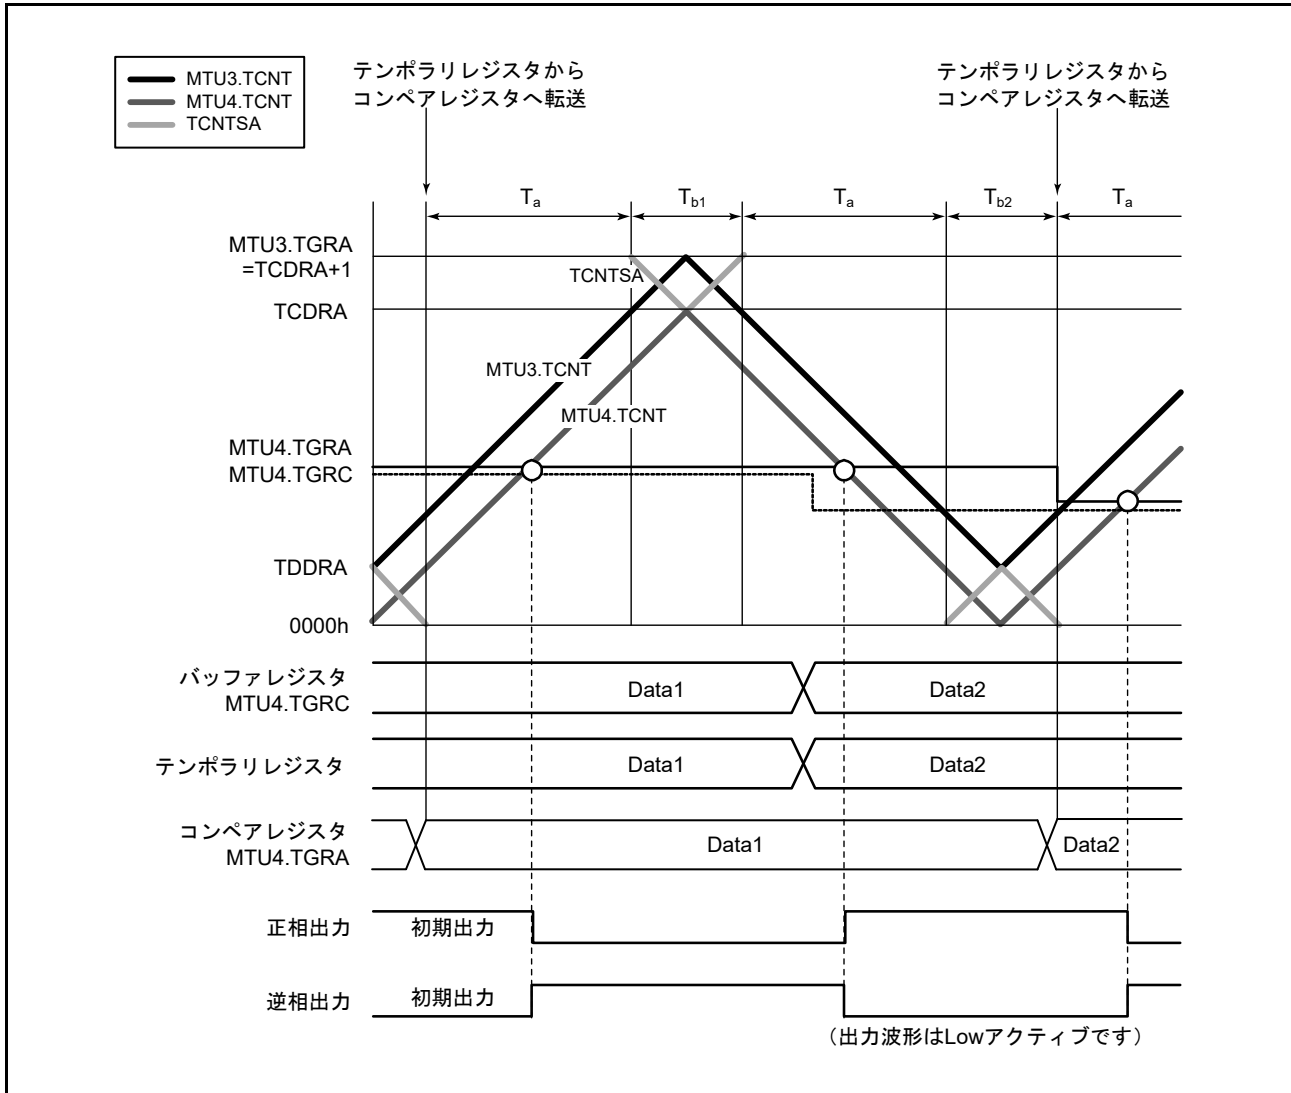 MTU3.TCNT
MTU4.TCNT
TCNTSA
テンポラリレジスタから
コンペアレジスタへ転送
テンポラリレジスタから
コンペアレジスタへ転送
Ta
Tb1
Ta
Tb2
Ta
MTU3.TGRA
=TCDRA+1
TCNTSA
TCDRA
MTU3.TCNT
MTU4.TCNT
MTU4.TGRA
MTU4.TGRC
TDDRA
0000h
バッファレジスタ
MTU4.TGRC
Data1
Data2
テンポラリレジスタ
Data1
Data2
コンペアレジスタ
MTU4.TGRA
Data1
Data2
正相出力
初期出力
逆相出力
初期出力
（出力波形はLowアクティブです）